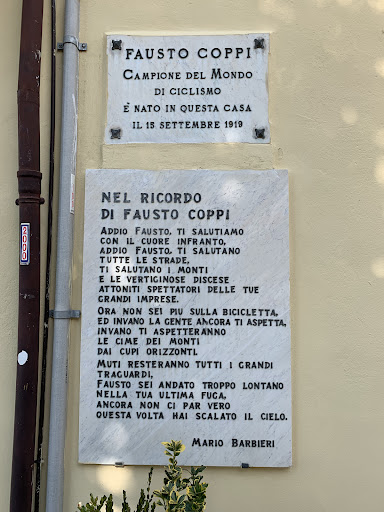 FAUSTO COPPI
CAMPIONE DEL MONDO
DI CICLISMO
È NATO IN QUESTA CASA
IL 15 SETTEMBRE 1919
NEL RICORDO
DI FAUSTO COPPI
ADDIO FAUSTO, TI SALUTIAMO
CON IL CUORE INFRANTO,
ADDIO FAUSTO, TI SALUTANO
TUTTE LE STRADE,
TI SALUTANO I MONTI
E LE VERTIGINOSE DISCESE
ATTONITI SPETTATORI DELLE TUE
GRANDI IMPRESE.
ORA NON SEI PIU SULLA BICICLETTA,
ED INVANO LA GENTE ANCORA TI ASPETTA,
INVANO TI ASPETTERANNO
LE CIME DEI MONTI
DAI CUPI ORIZZONTI.
MUTI RESTERANNO TUTTI I GRANDI
TRAGUARDI,
FAUSTO SEI ANDATO TROPPO LONTANO
NELLA TUA ULTIMA FUGA,
ANCORA NON CI PAR VERO
QUESTA VOLTA HAI SCALATO IL CIELO.
MARIO BARBIERI